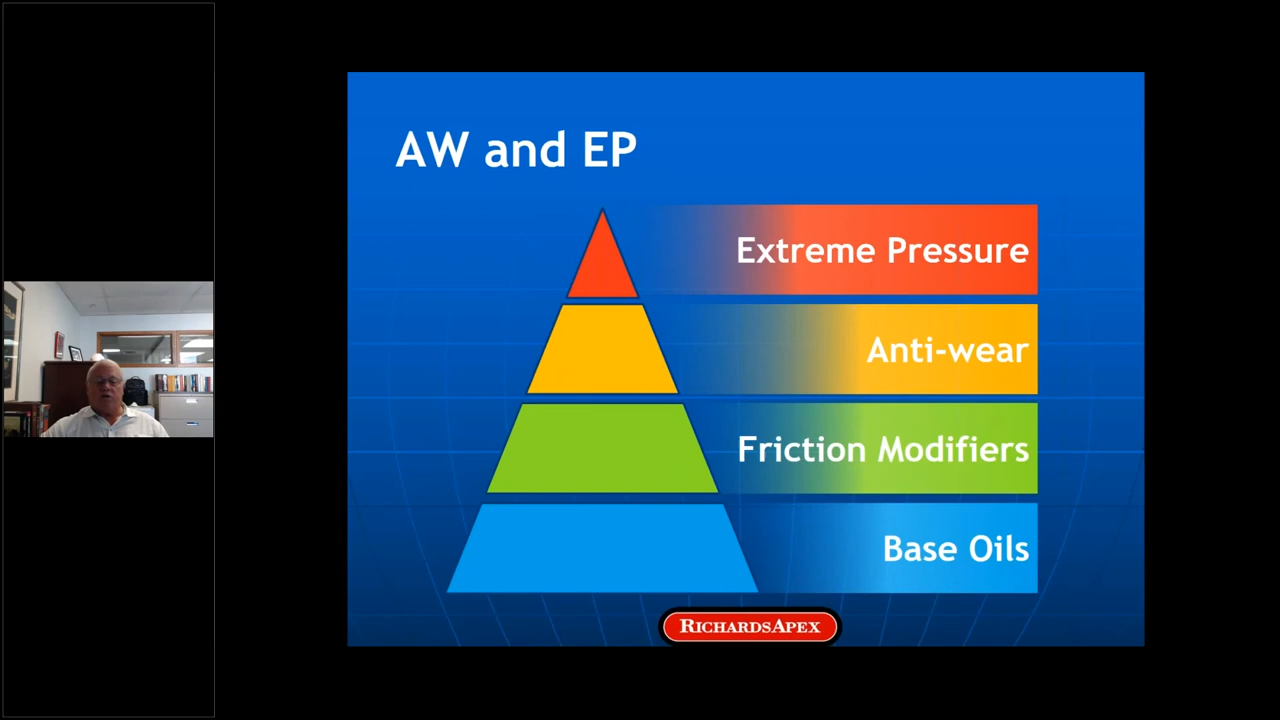 AW and EP
Extreme Pressure
Anti-wear
Friction Modifiers
Base Oils
RICHARDSAPEX